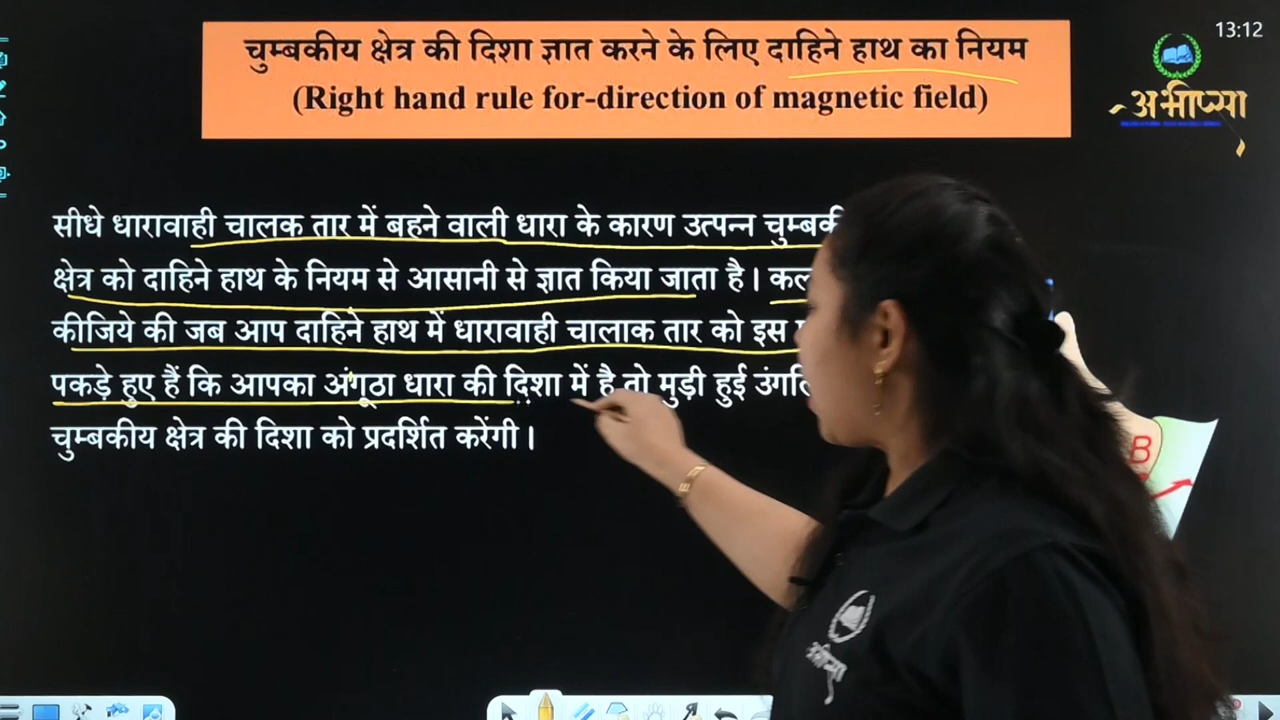 चुम्बकीय क्षेत्र की दिशा ज्ञात करने के लिए दाहिने हाथ का नियम
(Right hand rule for-direction of magnetic field)
13:12
अभीप्सा
सीधे धारावाही चालक तार में बहने वाली धारा के कारण उत्पन्न
क्षेत्र को दाहिने हाथ के नियम से आसानी से ज्ञात किया जाता है।
कीजिये की जब आप दाहिने हाथ में धारावाही चालाक तार को इस
पकड़े हुए हैं कि आपका अंगूठा धारा की दिशा में है तो मुड़ी हुई
चुम्बकीय क्षेत्र की दिशा को प्रदर्शित करेंगी।
B
अभीप्सा